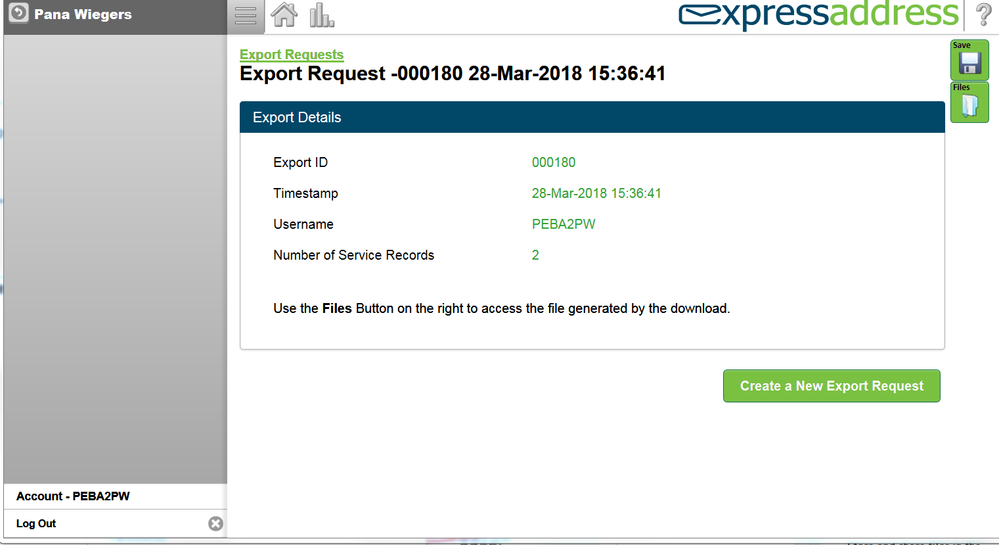 Pana Wiegers
expressaddress
Save
Files
Export Requests
Export Request -000180 28-Mar-2018 15:36:41
Export Details
Export ID 000180
Timestamp 28-Mar-2018 15:36:41
Username PEBA2PW
Number of Service Records 2
Use the Files Button on the right to access the file generated by the download.
Create a New Export Request
Account - PEBA2PW
Log Out